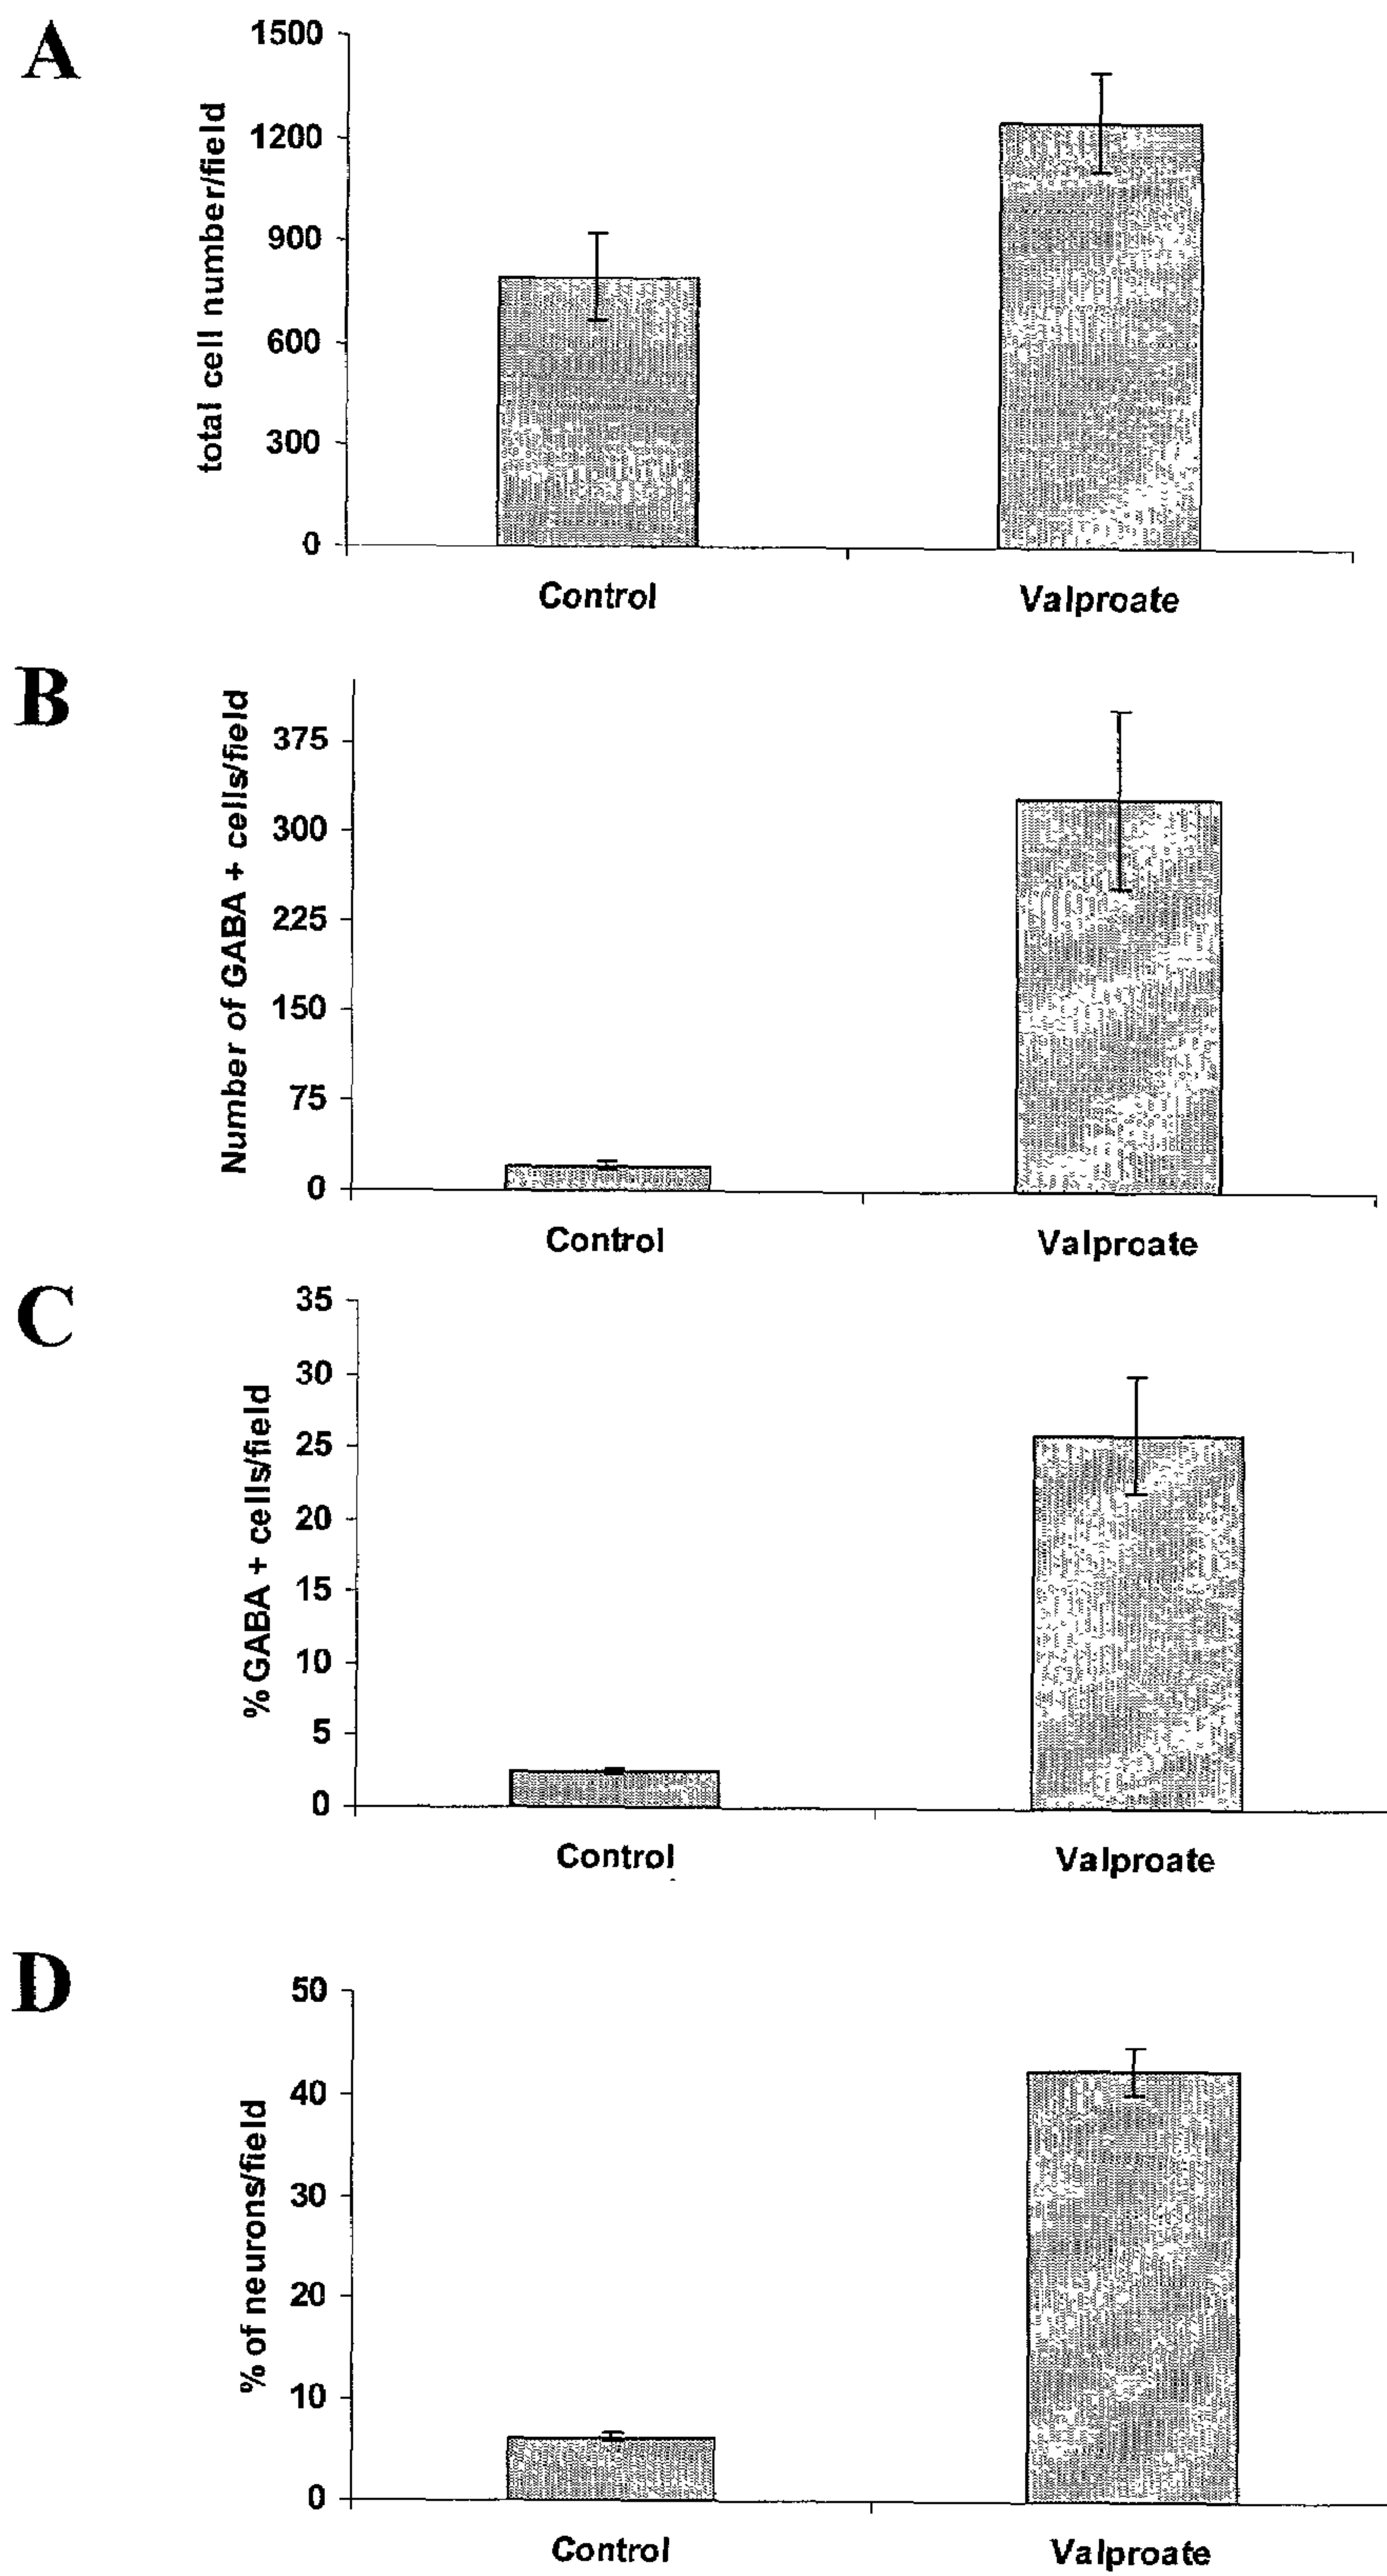 A
total cell number/field
1500
1200
900
600
300
0
Control
Valproate
B
Number of GABA + cells/field
375
300
225
150
75
0
Control
Valproate
C
% GABA + cells/field
35
30
25
20
15
10
5
0
Control
Valproate
D
% of neurons/field
50
40
30
20
10
0
Control
Valproate